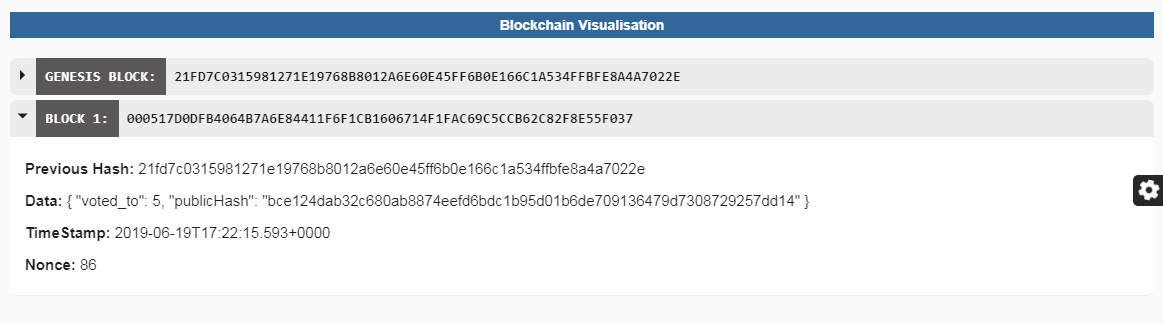 Blockchain Visualisation
GENESIS BLOCK: 21FD7C0315981271E19768B8012A6E60E45FF6B0E166C1A534FFBFE8A4A7022E
BLOCK 1: 000517D0DFB4064B7A6E84411F6F1CB1606714F1FAC69C5CCB62C82F8E55F037
Previous Hash: 21fd7c0315981271e19768b8012a6e60e45ff6b0e166c1a534ffbfe8a4a7022e
Data: { "voted_to": 5, "publicHash": "bce124dab32c680ab8874eefd6bdc1b95d01b6de709136479d7308729257dd14" }
TimeStamp: 2019-06-19T17:22:15.593+0000
Nonce: 86